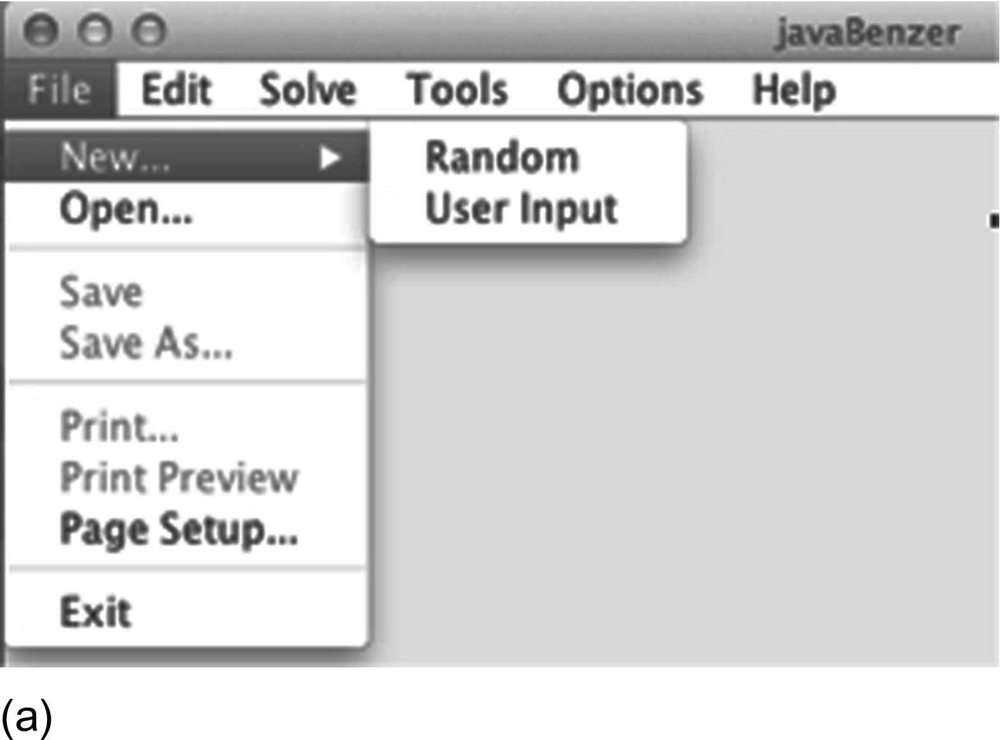 javaBenzer
File Edit Solve Tools Options Help
New... Random
Open... User Input
Save
Save As...
Print...
Print Preview
Page Setup...
Exit
(a)